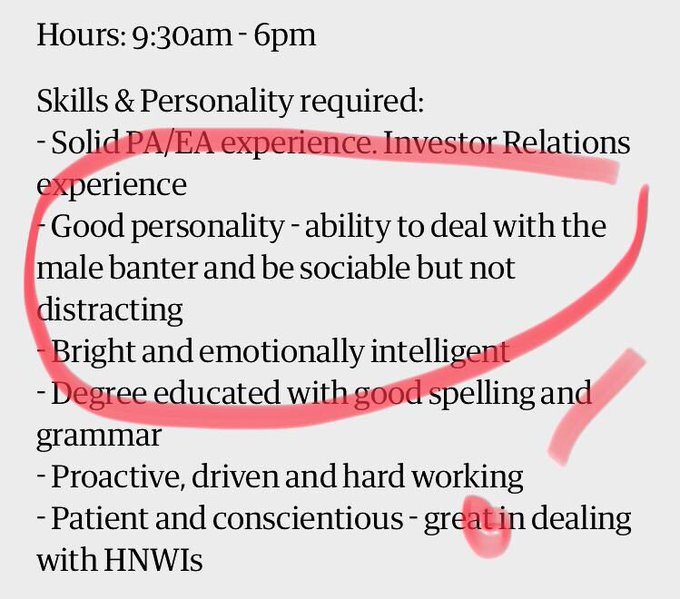 Hours: 9:30am - 6pm
Skills & Personality required:
- Solid PA/EA experience. Investor Relations
experience
- Good personality - ability to deal with the
male banter and be sociable but not
distracting
- Bright and emotionally intelligent
- Degree educated with good spelling and
grammar
- Proactive, driven and hard working
- Patient and conscientious - great in dealing
with HNWIs